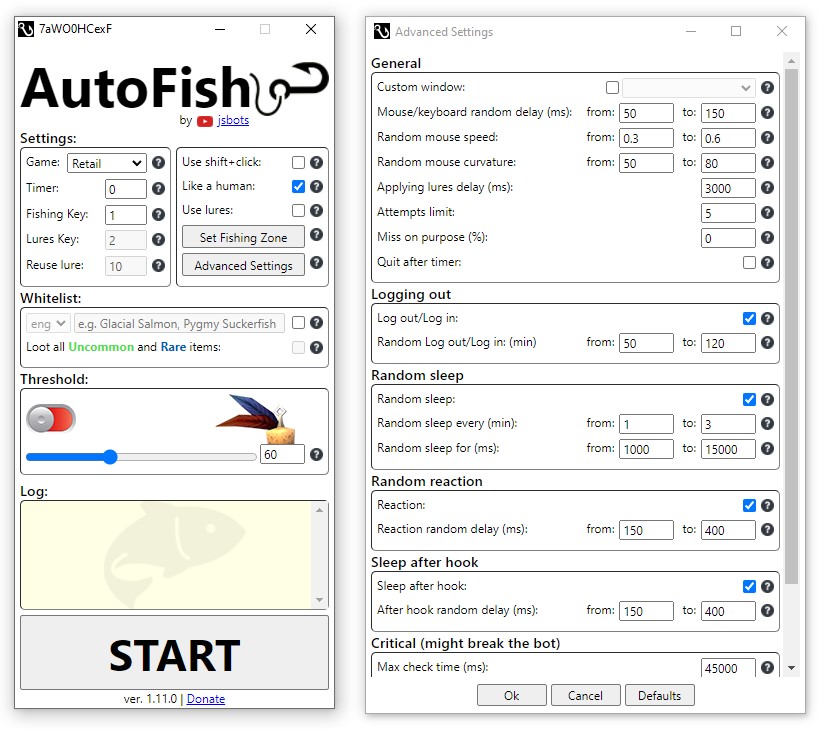 7aWO0HCexF
AutoFish
by jsbots
Settings:
Game: Retail
Timer: 0
Fishing Key: 1
Lures Key: 2
Reuse lure: 10
Use shift+click:
Like a human:
Use lures:
Set Fishing Zone
Advanced Settings
Whitelist:
eng e.g. Glacial Salmon, Pygmy Suckerfish
Loot all Uncommon and Rare items:
Threshold:
60
Log:
START
ver. 1.11.0 | Donate
Advanced Settings
General
Custom window:
Mouse/keyboard random delay (ms): from: 50 to: 150
Random mouse speed: from: 0.3 to: 0.6
Random mouse curvature: from: 50 to: 80
Applying lures delay (ms): 3000
Attempts limit: 5
Miss on purpose (%): 0
Quit after timer:
Logging out
Log out/Log in:
Random Log out/Log in: (min) from: 50 to: 120
Random sleep
Random sleep:
Random sleep every (min): from: 1 to: 3
Random sleep for (ms): from: 1000 to: 15000
Random reaction
Reaction:
Reaction random delay (ms): from: 150 to: 400
Sleep after hook
Sleep after hook:
After hook random delay (ms): from: 150 to: 400
Critical (might break the bot)
Max check time (ms): 45000
Ok Cancel Defaults